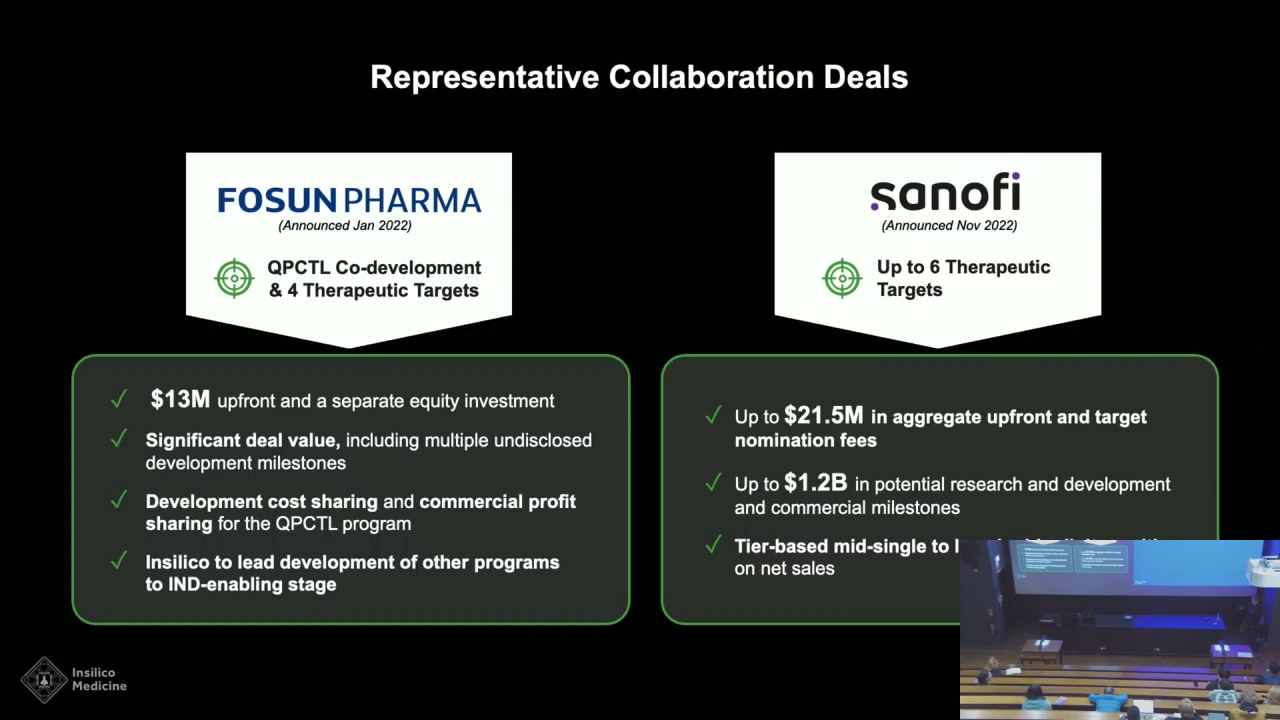 Representative Collaboration Deals
FOSUN PHARMA
(Announced Jan 2022)
QPCTL Co-development
& 4 Therapeutic Targets
✓ $13M upfront and a separate equity investment
✓ Significant deal value, including multiple undisclosed
development milestones
✓ Development cost sharing and commercial profit
sharing for the QPCTL program
✓ Insilico to lead development of other programs
to IND-enabling stage
sanofi
(Announced Nov 2022)
Up to 6 Therapeutic
Targets
✓ Up to $21.5M in aggregate upfront and target
nomination fees
✓ Up to $1.2B in potential research and development
and commercial milestones
✓ Tier-based mid-single to
on net sales
Insilico
Medicine